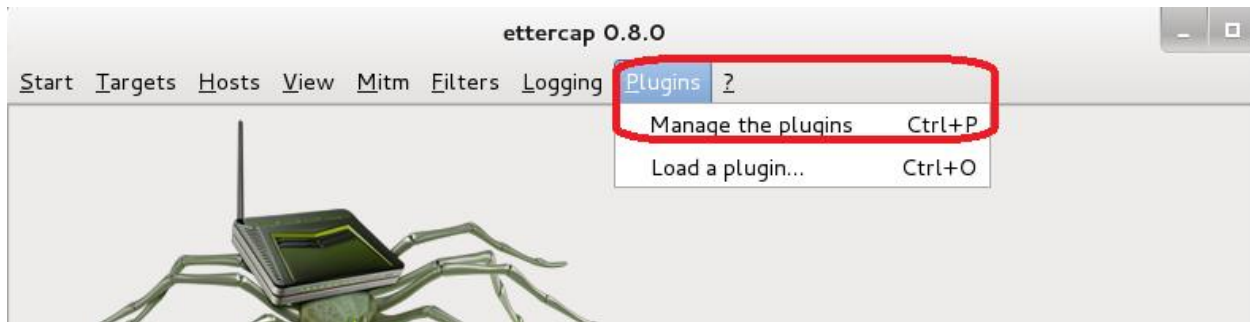 ettercap 0.8.0
Start Targets Hosts View Mitm Filters Logging Plugins ?
Manage the plugins Ctrl+P
Load a plugin... Ctrl+O